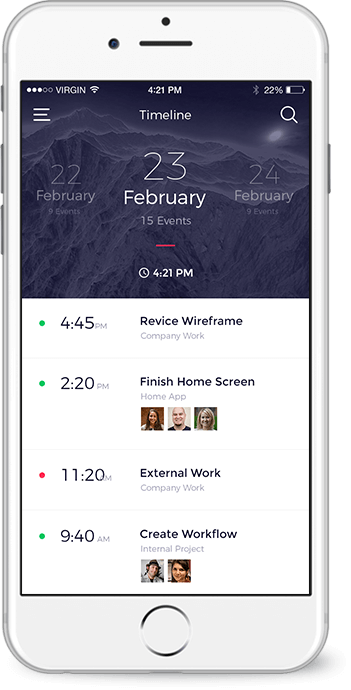 VIRGIN 4:21 PM 22%
Timeline
22
February
9 Events
23
February
15 Events
24
February
9 Events
4:21 PM
4:45 PM
Revice Wireframe
Company Work
2:20 PM
Finish Home Screen
Home App
11:20 M
External Work
Company Work
9:40 AM
Create Workflow
Internal Project